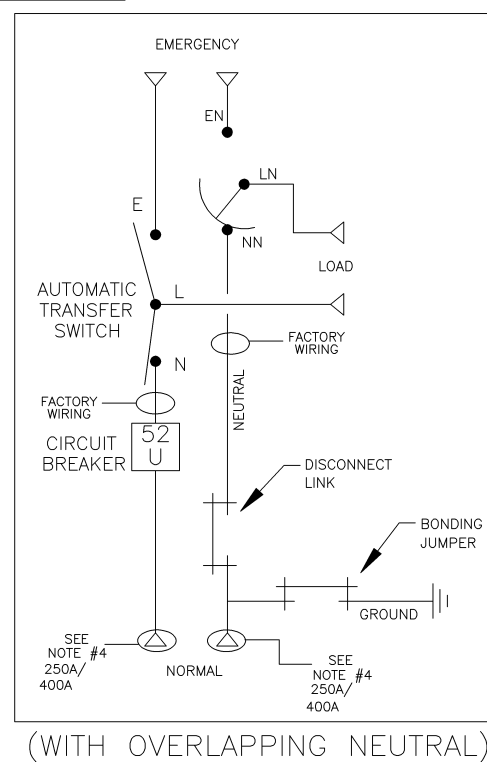 EMERGENCY
EN
LN
E
NN
LOAD
AUTOMATIC
TRANSFER
SWITCH
L
FACTORY
WIRING
N
NEUTRAL
FACTORY
WIRING
CIRCUIT
BREAKER
52
U
DISCONNECT
LINK
BONDING
JUMPER
GROUND
SEE
NOTE #4
250A/
400A
NORMAL
SEE
NOTE #4
250A/
400A
(WITH OVERLAPPING NEUTRAL)